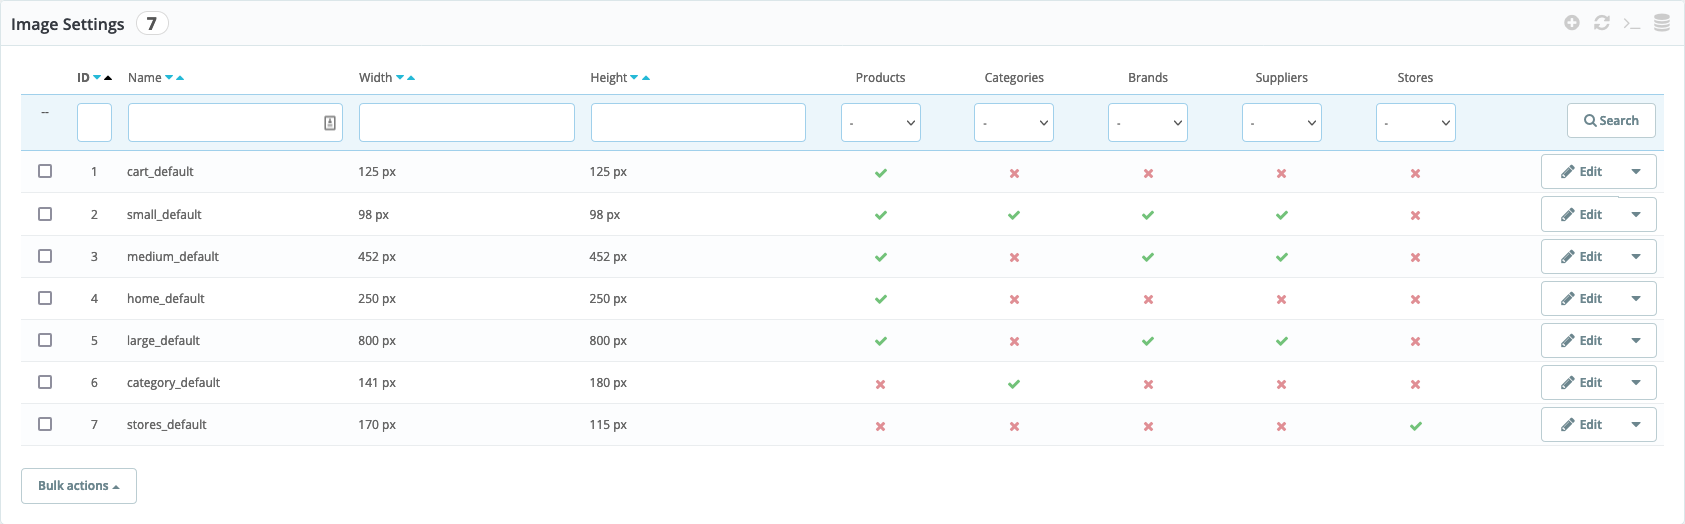 Image Settings 7
ID Name Width Height Products Categories Brands Suppliers Stores
-- - - - - - Search
1 cart_default 125 px 125 px Edit
2 small_default 98 px 98 px Edit
3 medium_default 452 px 452 px Edit
4 home_default 250 px 250 px Edit
5 large_default 800 px 800 px Edit
6 category_default 141 px 180 px Edit
7 stores_default 170 px 115 px Edit
Bulk actions